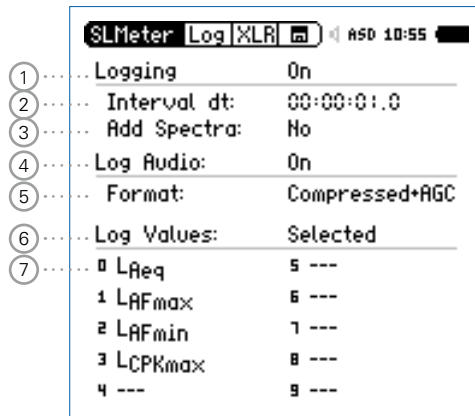 SLMeter Log XLR ASD 10:55
1 Logging On
2 Interval dt: 00:00:01.0
3 Add Spectra: No
4 Log Audio: On
5 Format: Compressed+AGC
6 Log Values: Selected
7 0 LAeq 5 ---
1 LAFmax 6 ---
2 LAFmin 7 ---
3 LCPKmax 8 ---
4 --- 9 ---